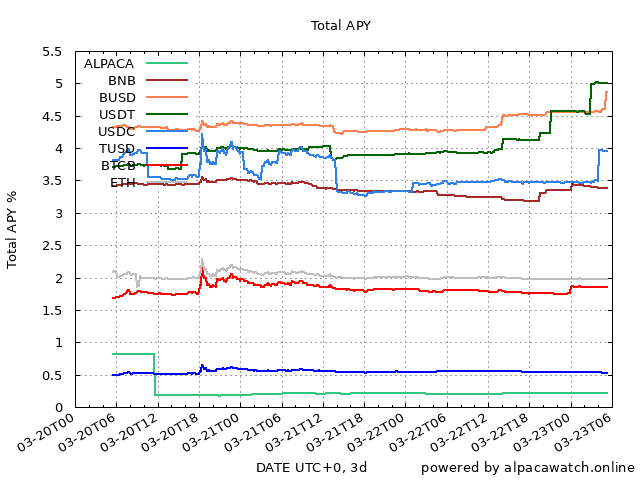 Total APY
Total APY %
5.5
5
4.5
4
3.5
3
2.5
2
1.5
1
0.5
0
ALPACA
BNB
BUSD
USDT
USDC
TUSD
BTCB
ETH
03-20T00
03-20T06
03-20T12
03-20T18
03-21T00
03-21T06
03-21T12
03-21T18
03-22T00
03-22T06
03-22T12
03-22T18
03-23T00
03-23T06
DATE UTC+0, 3d
powered by alpacawatch.online